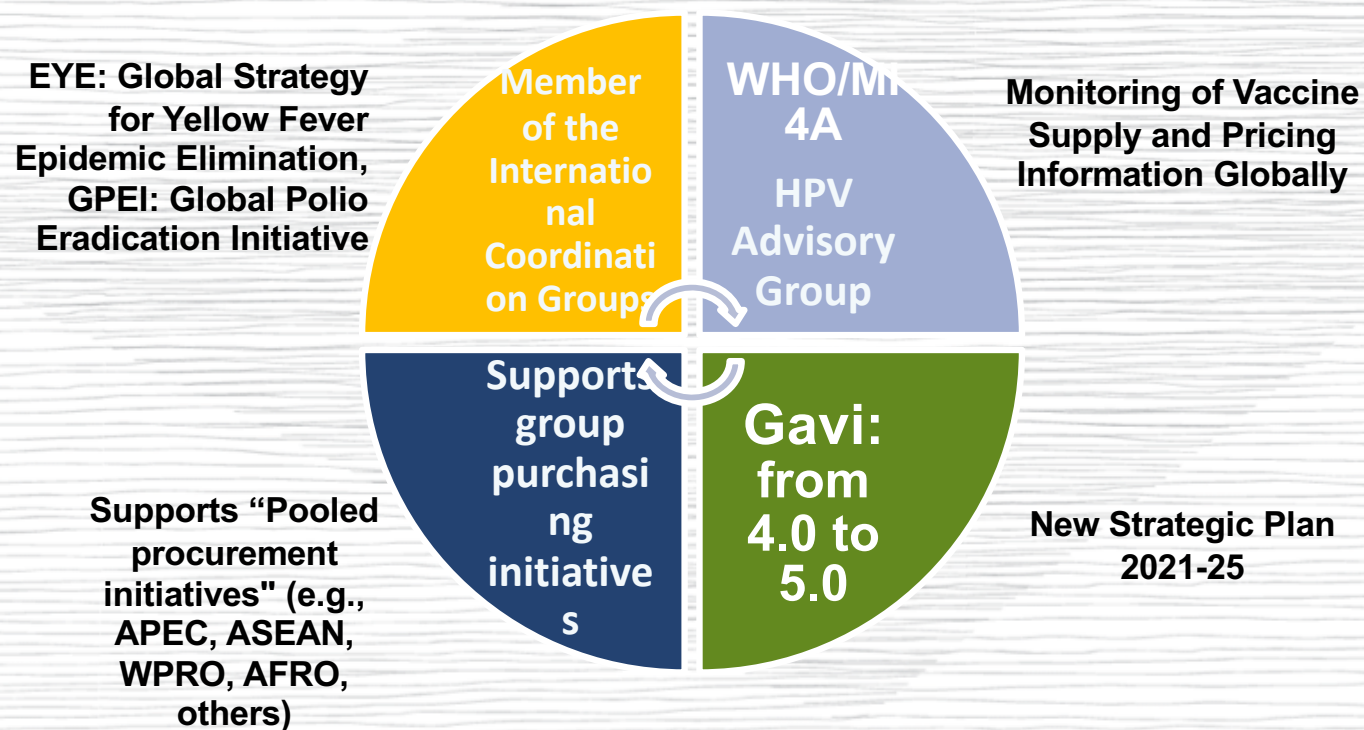 EYE: Global Strategy
for Yellow Fever
Epidemic Elimination,
GPEI: Global Polio
Eradication Initiative
Member
of the
Internatio
nal
Coordinati
on Groups
WHO/MI
4A
HPV
Advisory
Group
Monitoring of Vaccine
Supply and Pricing
Information Globally
Supports “Pooled
procurement
initiatives" (e.g.,
APEC, ASEAN,
WPRO, AFRO,
others)
Supports
group
purchasi
ng
initiative
s
Gavi:
from
4.0 to
5.0
New Strategic Plan
2021-25